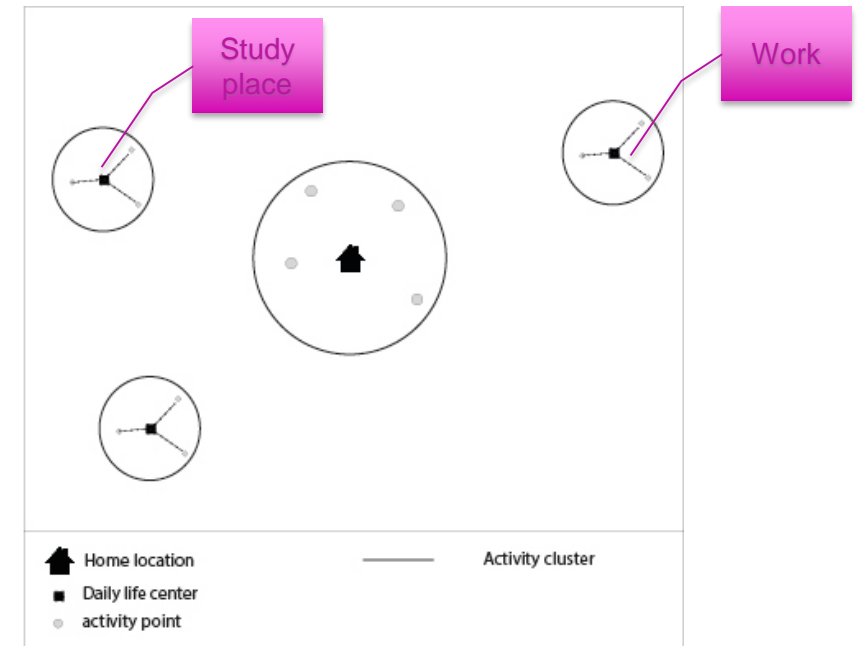 Study
place
Work
Home location
Activity cluster
Daily life center
activity point